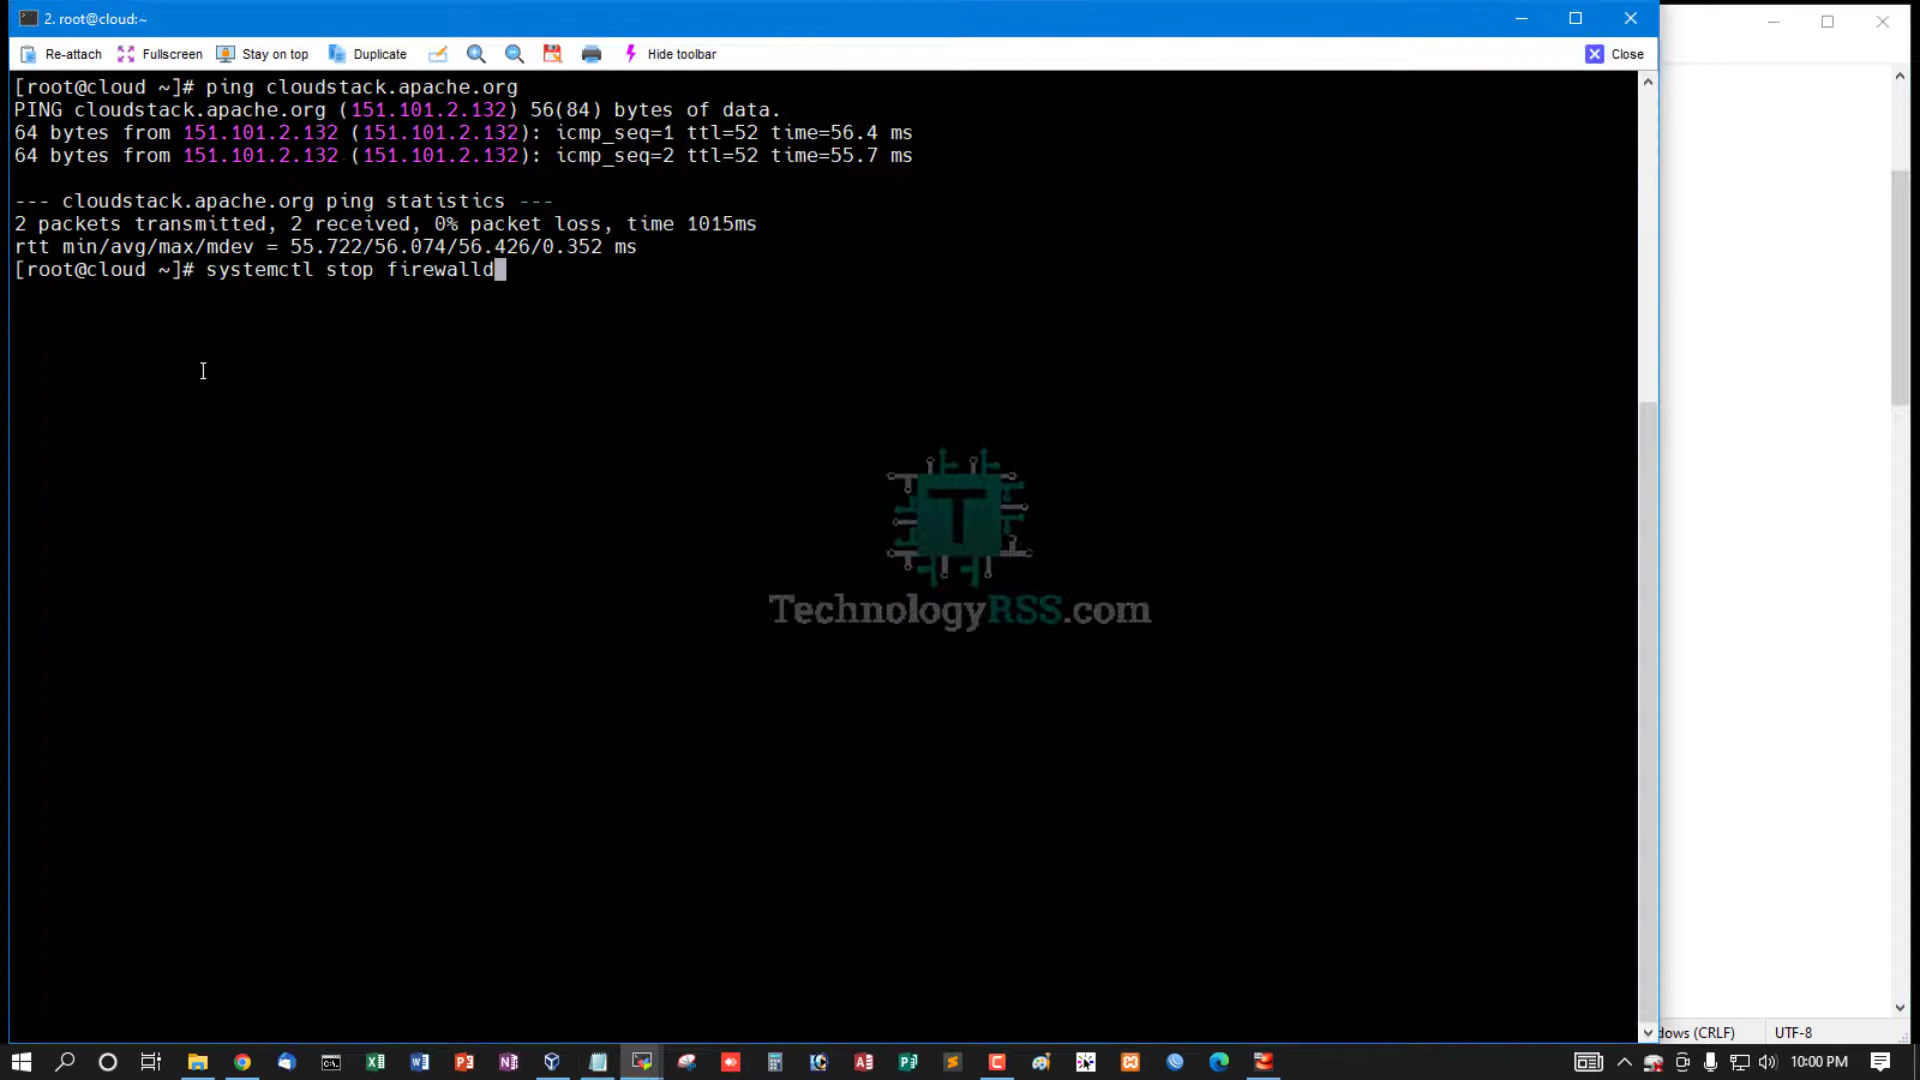 2. root@cloud:~
Re-attach Fullscreen Stay on top Duplicate Hide toolbar Close
[root@cloud ~]# ping cloudstack.apache.org
PING cloudstack.apache.org (151.101.2.132) 56(84) bytes of data.
64 bytes from 151.101.2.132 (151.101.2.132): icmp_seq=1 ttl=52 time=56.4 ms
64 bytes from 151.101.2.132 (151.101.2.132): icmp_seq=2 ttl=52 time=55.7 ms
--- cloudstack.apache.org ping statistics ---
2 packets transmitted, 2 received, 0% packet loss, time 1015ms
rtt min/avg/max/mdev = 55.722/56.074/56.426/0.352 ms
[root@cloud ~]# systemctl stop firewalld
T
TechnologyRSS.com
dows (CRLF) UTF-8
10:00 PM